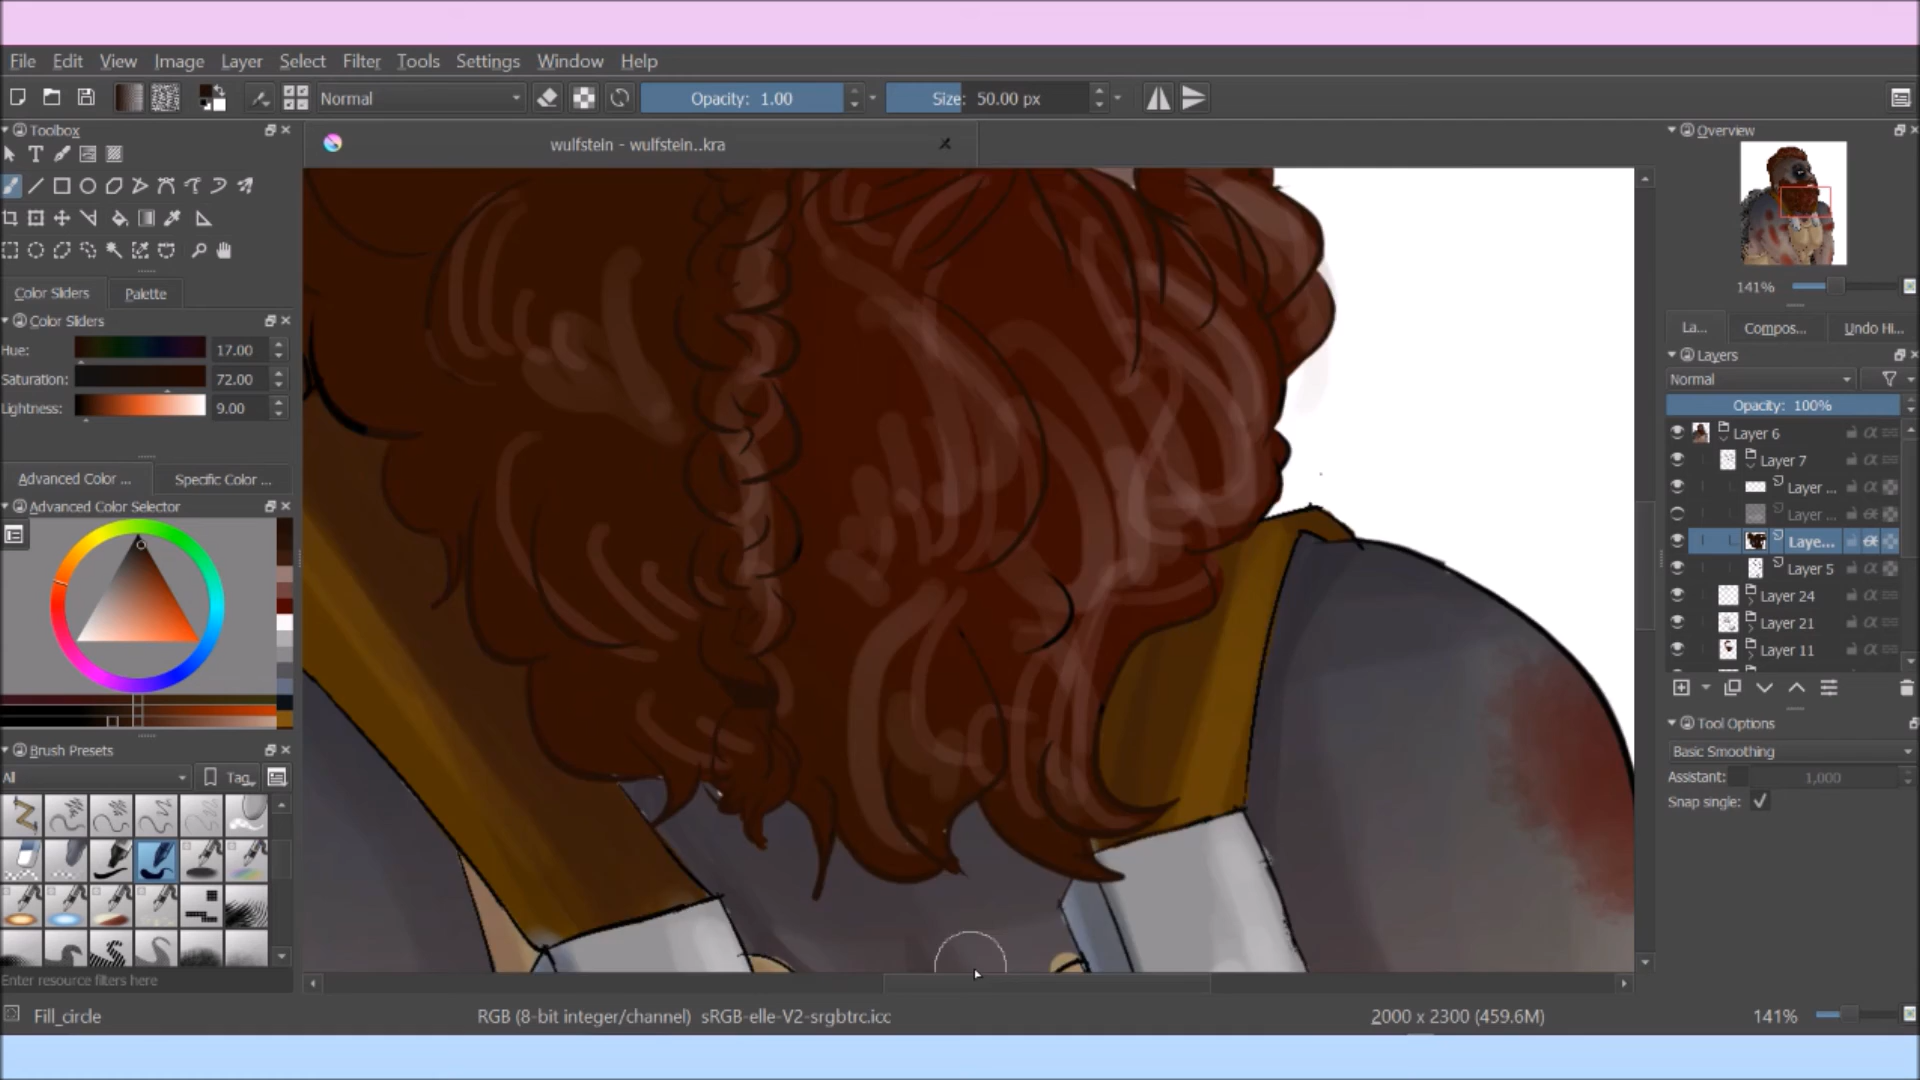 File Edit View Image Layer Select Filter Tools Settings Window Help
Normal Opacity: 1.00 Size: 50.00 px
Toolbox
wulfstein - wulfstein..kra
Overview
141%
Color Sliders Palette
Color Sliders
Hue: 17.00
Saturation: 72.00
Lightness: 9.00
Advanced Color ... Specific Color ...
Advanced Color Selector
Brush Presets
All Tag
Enter resource filters here
La... Compos... Undo Hi...
Layers
Normal
Opacity: 100%
Layer 6
Layer 7
Layer ...
Layer ...
Laye...
Layer 5
Layer 24
Layer 21
Layer 11
Tool Options
Basic Smoothing
Assistant: 1,000
Snap single:
Fill_circle RGB (8-bit integer/channel) sRGB-elle-V2-srgbtrc.icc 2000 x 2300 (459.6M) 141%